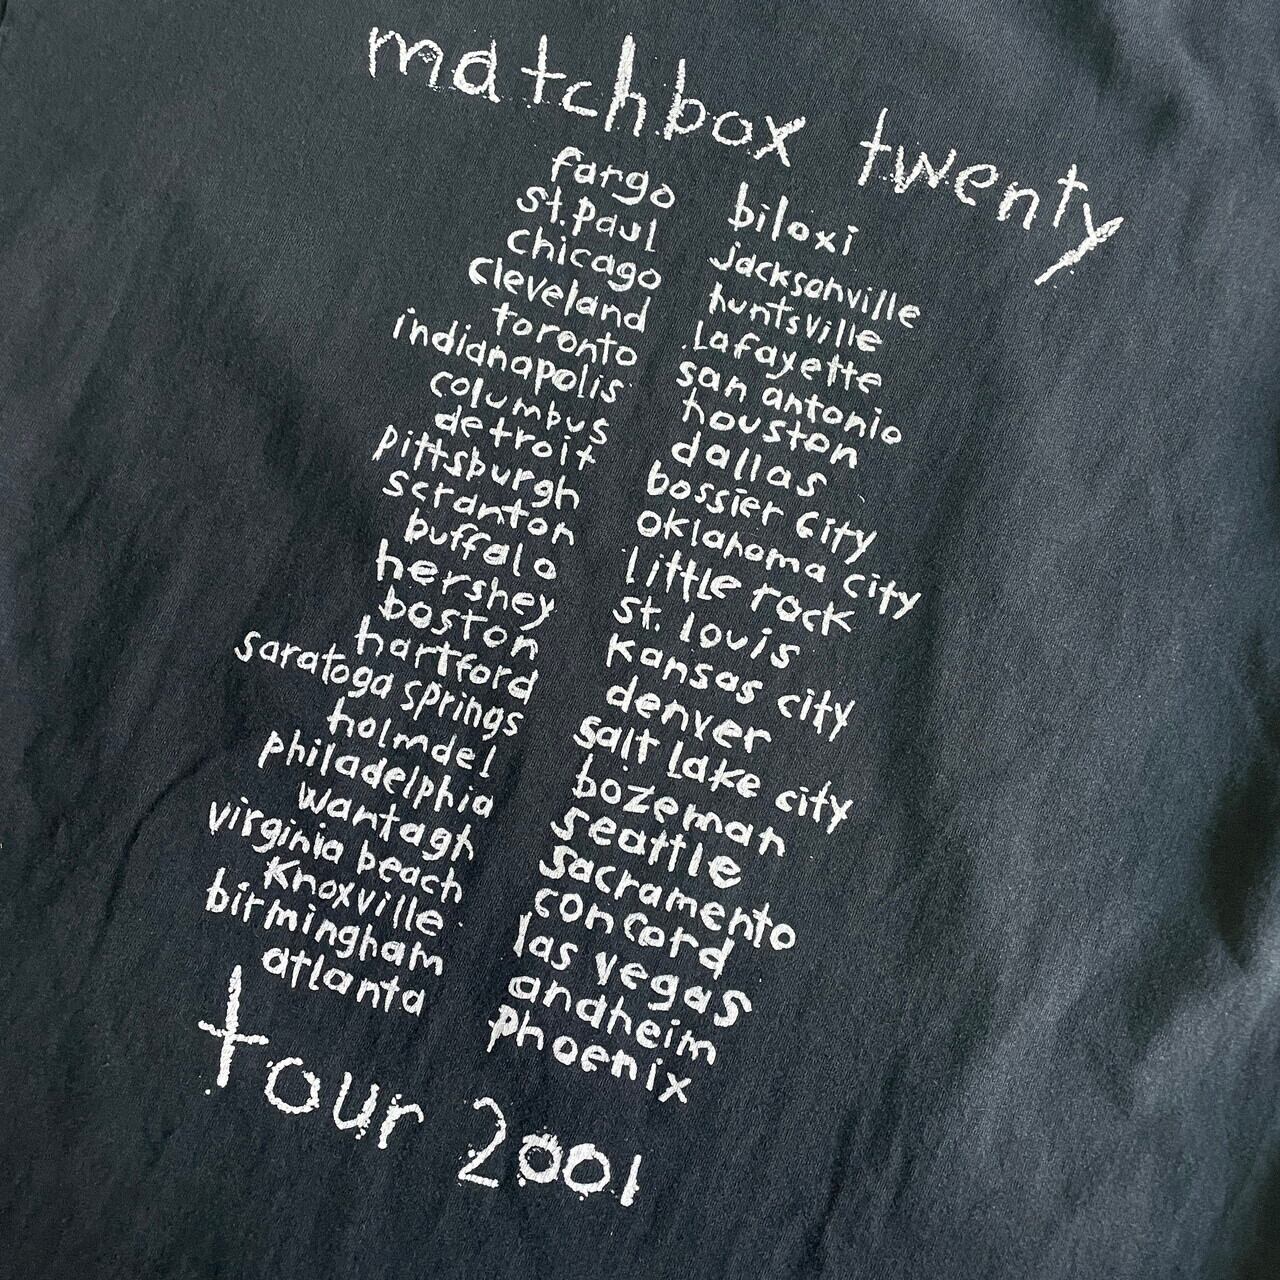 matchbox twenty
fargo
st. paul
chicago
cleveland
toronto
indianapolis
columbus
detroit
pittsburgh
scranton
buffalo
hershey
boston
hartford
saratoga springs
holmdel
philadelphia
wantagh
virginia beach
knoxville
birmingham
atlanta
biloxi
jacksonville
huntsville
Lafayette
san antonio
houston
dallas
bossier city
oklahoma city
little rock
st. louis
kansas city
denver
salt lake city
bozeman
seattle
sacramento
concord
las vegas
anaheim
phoenix
tour 2001